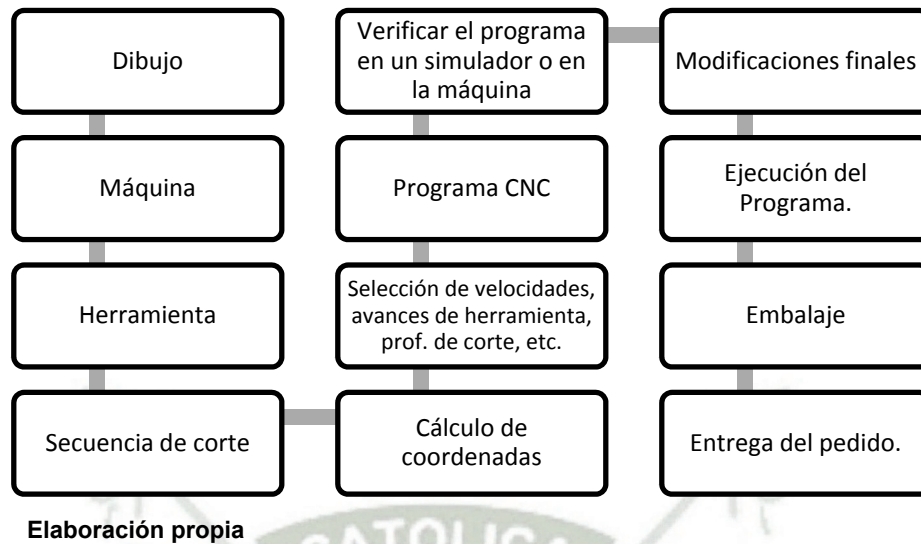 Dibujo
Máquina
Herramienta
Secuencia de corte
Cálculo de
coordenadas
Selección de velocidades,
avances de herramienta,
prof. de corte, etc.
Programa CNC
Verificar el programa
en un simulador o en
la máquina
Modificaciones finales
Ejecución del
Programa.
Embalaje
Entrega del pedido.
Elaboración propia
CATOLICA